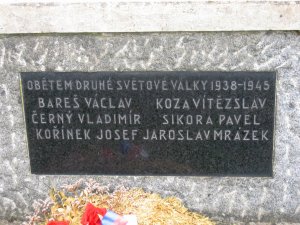 OBĚTEM DRUHÉ SVĚTOVÉ VÁLKY 1938-1945
BAREŠ VÁCLAV KOZA VÍTĚZSLAV
ČERNÝ VLADIMÍR SIKORA PAVEL
KOŘÍNEK JOSEF JAROSLAV MRÁZEK